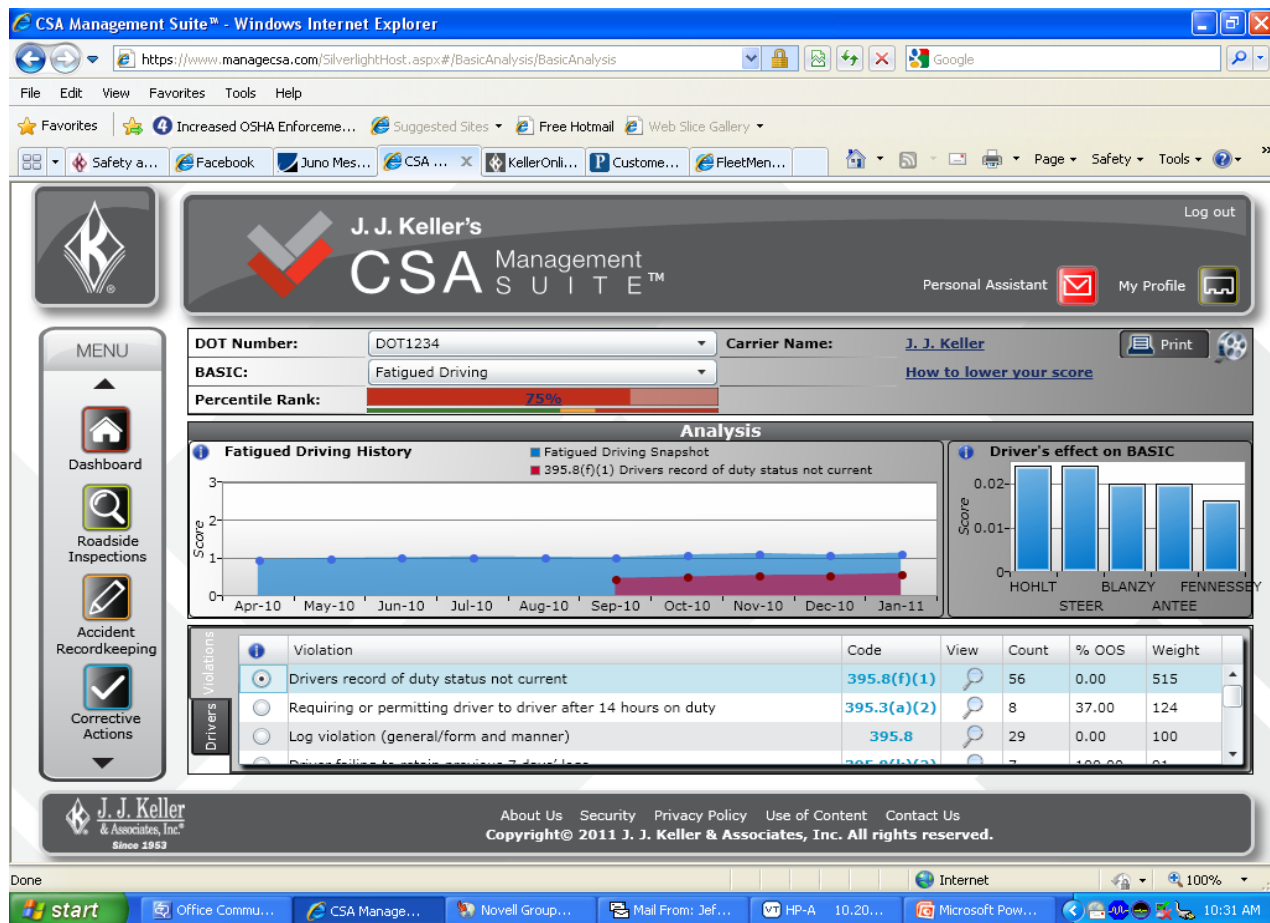 CSA Management Suite™ - Windows Internet Explorer
https://www.managecsa.com/SilverlightHost.aspx#/BasicAnalysis/BasicAnalysis
Google
File Edit View Favorites Tools Help
Favorites
4 Increased OSHA Enforceme...
Suggested Sites
Free Hotmail
Web Slice Gallery
Safety a...
Facebook
Juno Mes...
CSA ... X
KellerOnli...
P Custome...
FleetMen...
Page Safety Tools
K®
J. J. Keller's
CSA Management
SUITE™
Log out
Personal Assistant
My Profile
MENU
Dashboard
Roadside
Inspections
Accident
Recordkeeping
Corrective
Actions
DOT Number: DOT1234
Carrier Name: J. J. Keller
Print
BASIC: Fatigued Driving
How to lower your score
Percentile Rank: 75%
Analysis
Fatigued Driving History
Fatigued Driving Snapshot
395.8(f)(1) Drivers record of duty status not current
Score
3
2
1
0
Apr-10 May-10 Jun-10 Jul-10 Aug-10 Sep-10 Oct-10 Nov-10 Dec-10 Jan-11
Driver's effect on BASIC
Score
0.02
0.01
0
HOHLT BLANZY FENNESSEY
STEER ANTEE
Violations
Drivers
Violation Code View Count % OOS Weight
Drivers record of duty status not current 395.8(f)(1) 56 0.00 515
Requiring or permitting driver to driver after 14 hours on duty 395.3(a)(2) 8 37.00 124
Log violation (general/form and manner) 395.8 29 0.00 100
J. J. Keller
& Associates, Inc.®
Since 1953
About Us Security Privacy Policy Use of Content Contact Us
Copyright© 2011 J. J. Keller & Associates, Inc. All rights reserved.
Done
Internet
100%
start
Office Commu...
CSA Manage...
Novell Group...
Mail From: Jef...
VT HP-A 10.20...
Microsoft Pow...
10:31 AM